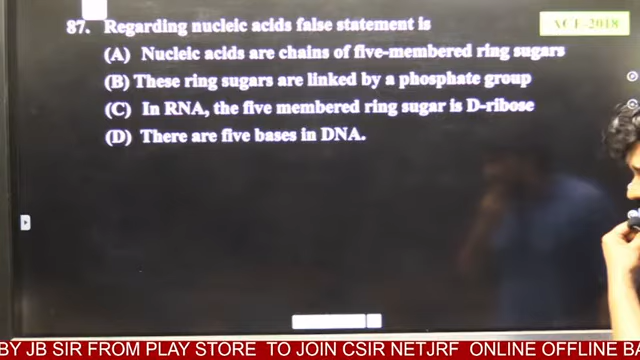 87. Regarding nucleic acids false statement is
ACF-2018
(A) Nucleic acids are chains of five-membered ring sugars
(B) These ring sugars are linked by a phosphate group
(C) In RNA, the five membered ring sugar is D-ribose
(D) There are five bases in DNA.
BY JB SIR FROM PLAY STORE TO JOIN CSIR NETJRF ONLINE OFFLINE BA